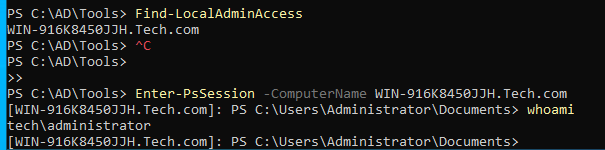 PS C:\AD\Tools> Find-LocalAdminAccess
WIN-916K8450JJH.Tech.com
PS C:\AD\Tools> ^C
PS C:\AD\Tools>
>>
PS C:\AD\Tools> Enter-PsSession -ComputerName WIN-916K8450JJH.Tech.com
[WIN-916K8450JJH.Tech.com]: PS C:\Users\Administrator\Documents> whoami
tech\administrator
[WIN-916K8450JJH.Tech.com]: PS C:\Users\Administrator\Documents>